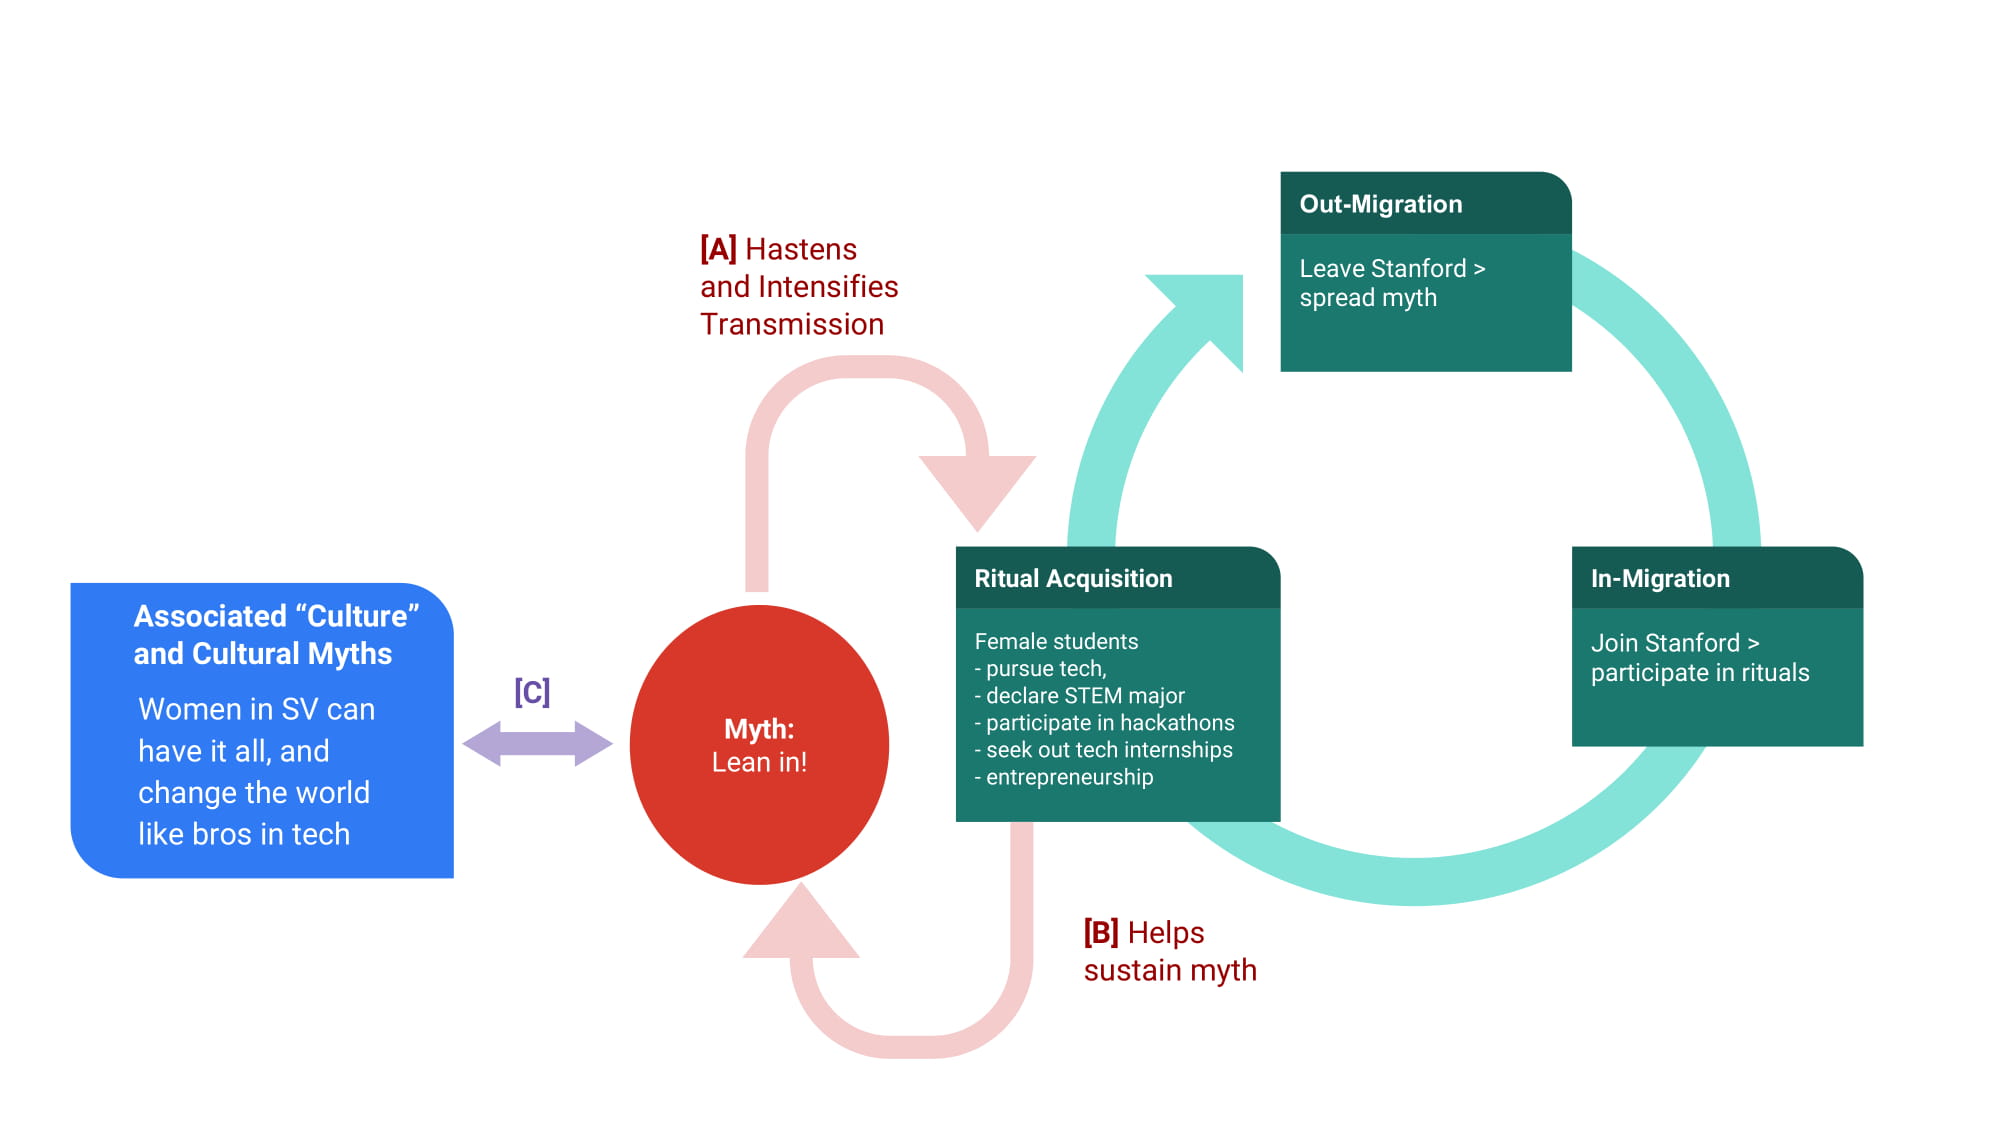 Out-Migration
Leave Stanford >
spread myth
[A] Hastens
and Intensifies
Transmission
Ritual Acquisition
Female students
- pursue tech,
- declare STEM major
- participate in hackathons
- seek out tech internships
- entrepreneurship
In-Migration
Join Stanford >
participate in rituals
Associated “Culture”
and Cultural Myths
Women in SV can
have it all, and
change the world
like bros in tech
[C]
Myth:
Lean in!
[B] Helps
sustain myth